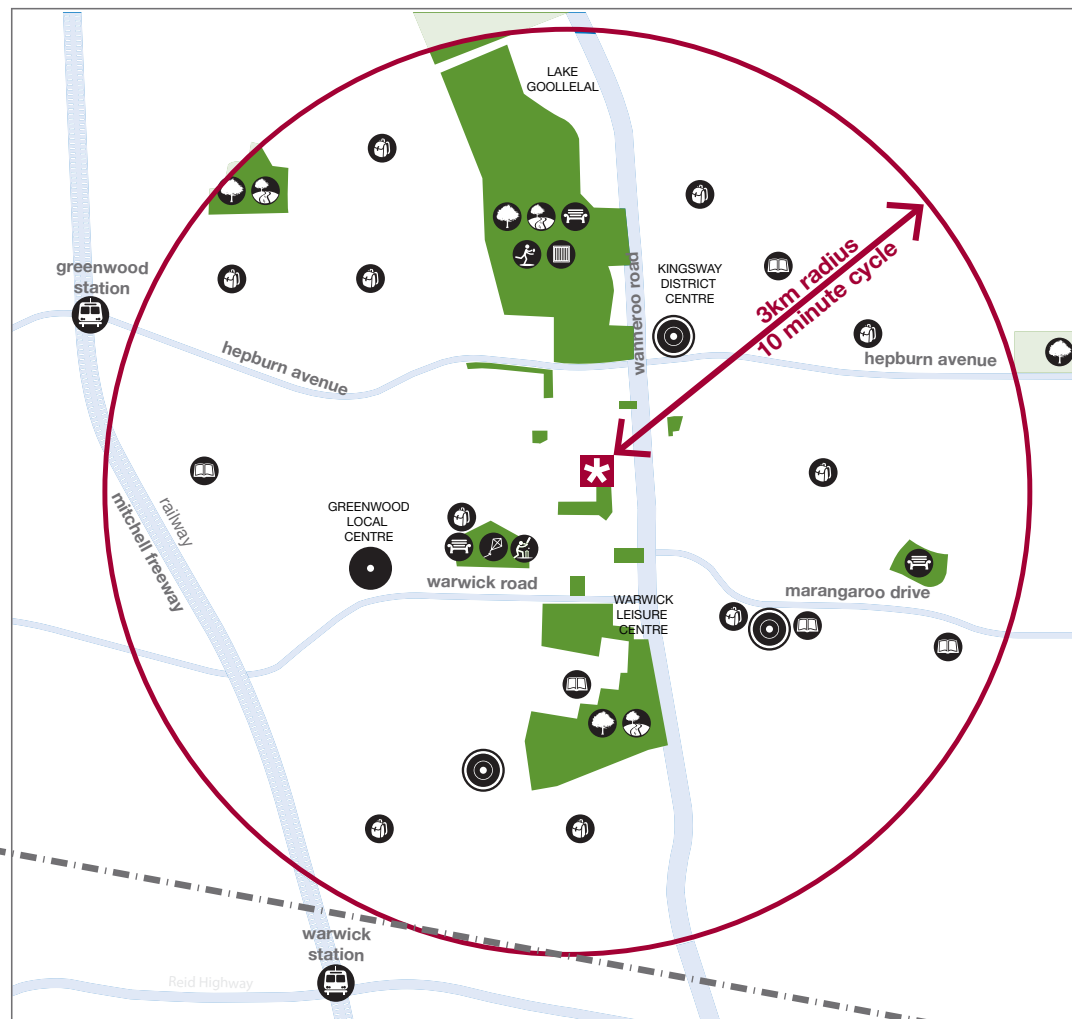 LAKE
GOOLLELAL
greenwood
station
wanneroo road
KINGSWAY
DISTRICT
CENTRE
3km radius
10 minute cycle
hepburn avenue
hepburn avenue
railway
mitchell freeway
GREENWOOD
LOCAL
CENTRE
warwick road
marangaroo drive
WARWICK
LEISURE
CENTRE
warwick
station
Reid Highway